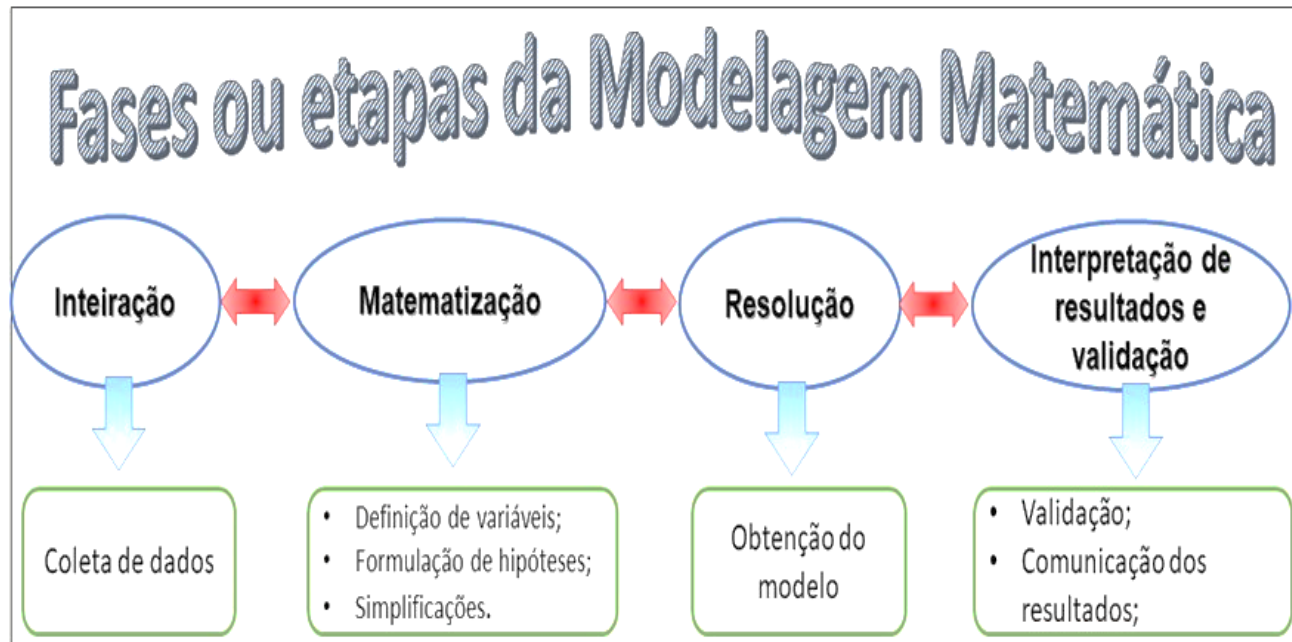 Fases ou etapas da Modelagem Matemática
Inteiração
Matematização
Resolução
Interpretação de
resultados e
validação
Coleta de dados
• Definição de variáveis;
• Formulação de hipóteses;
• Simplificações.
Obtenção do
modelo
• Validação;
• Comunicação dos
resultados;